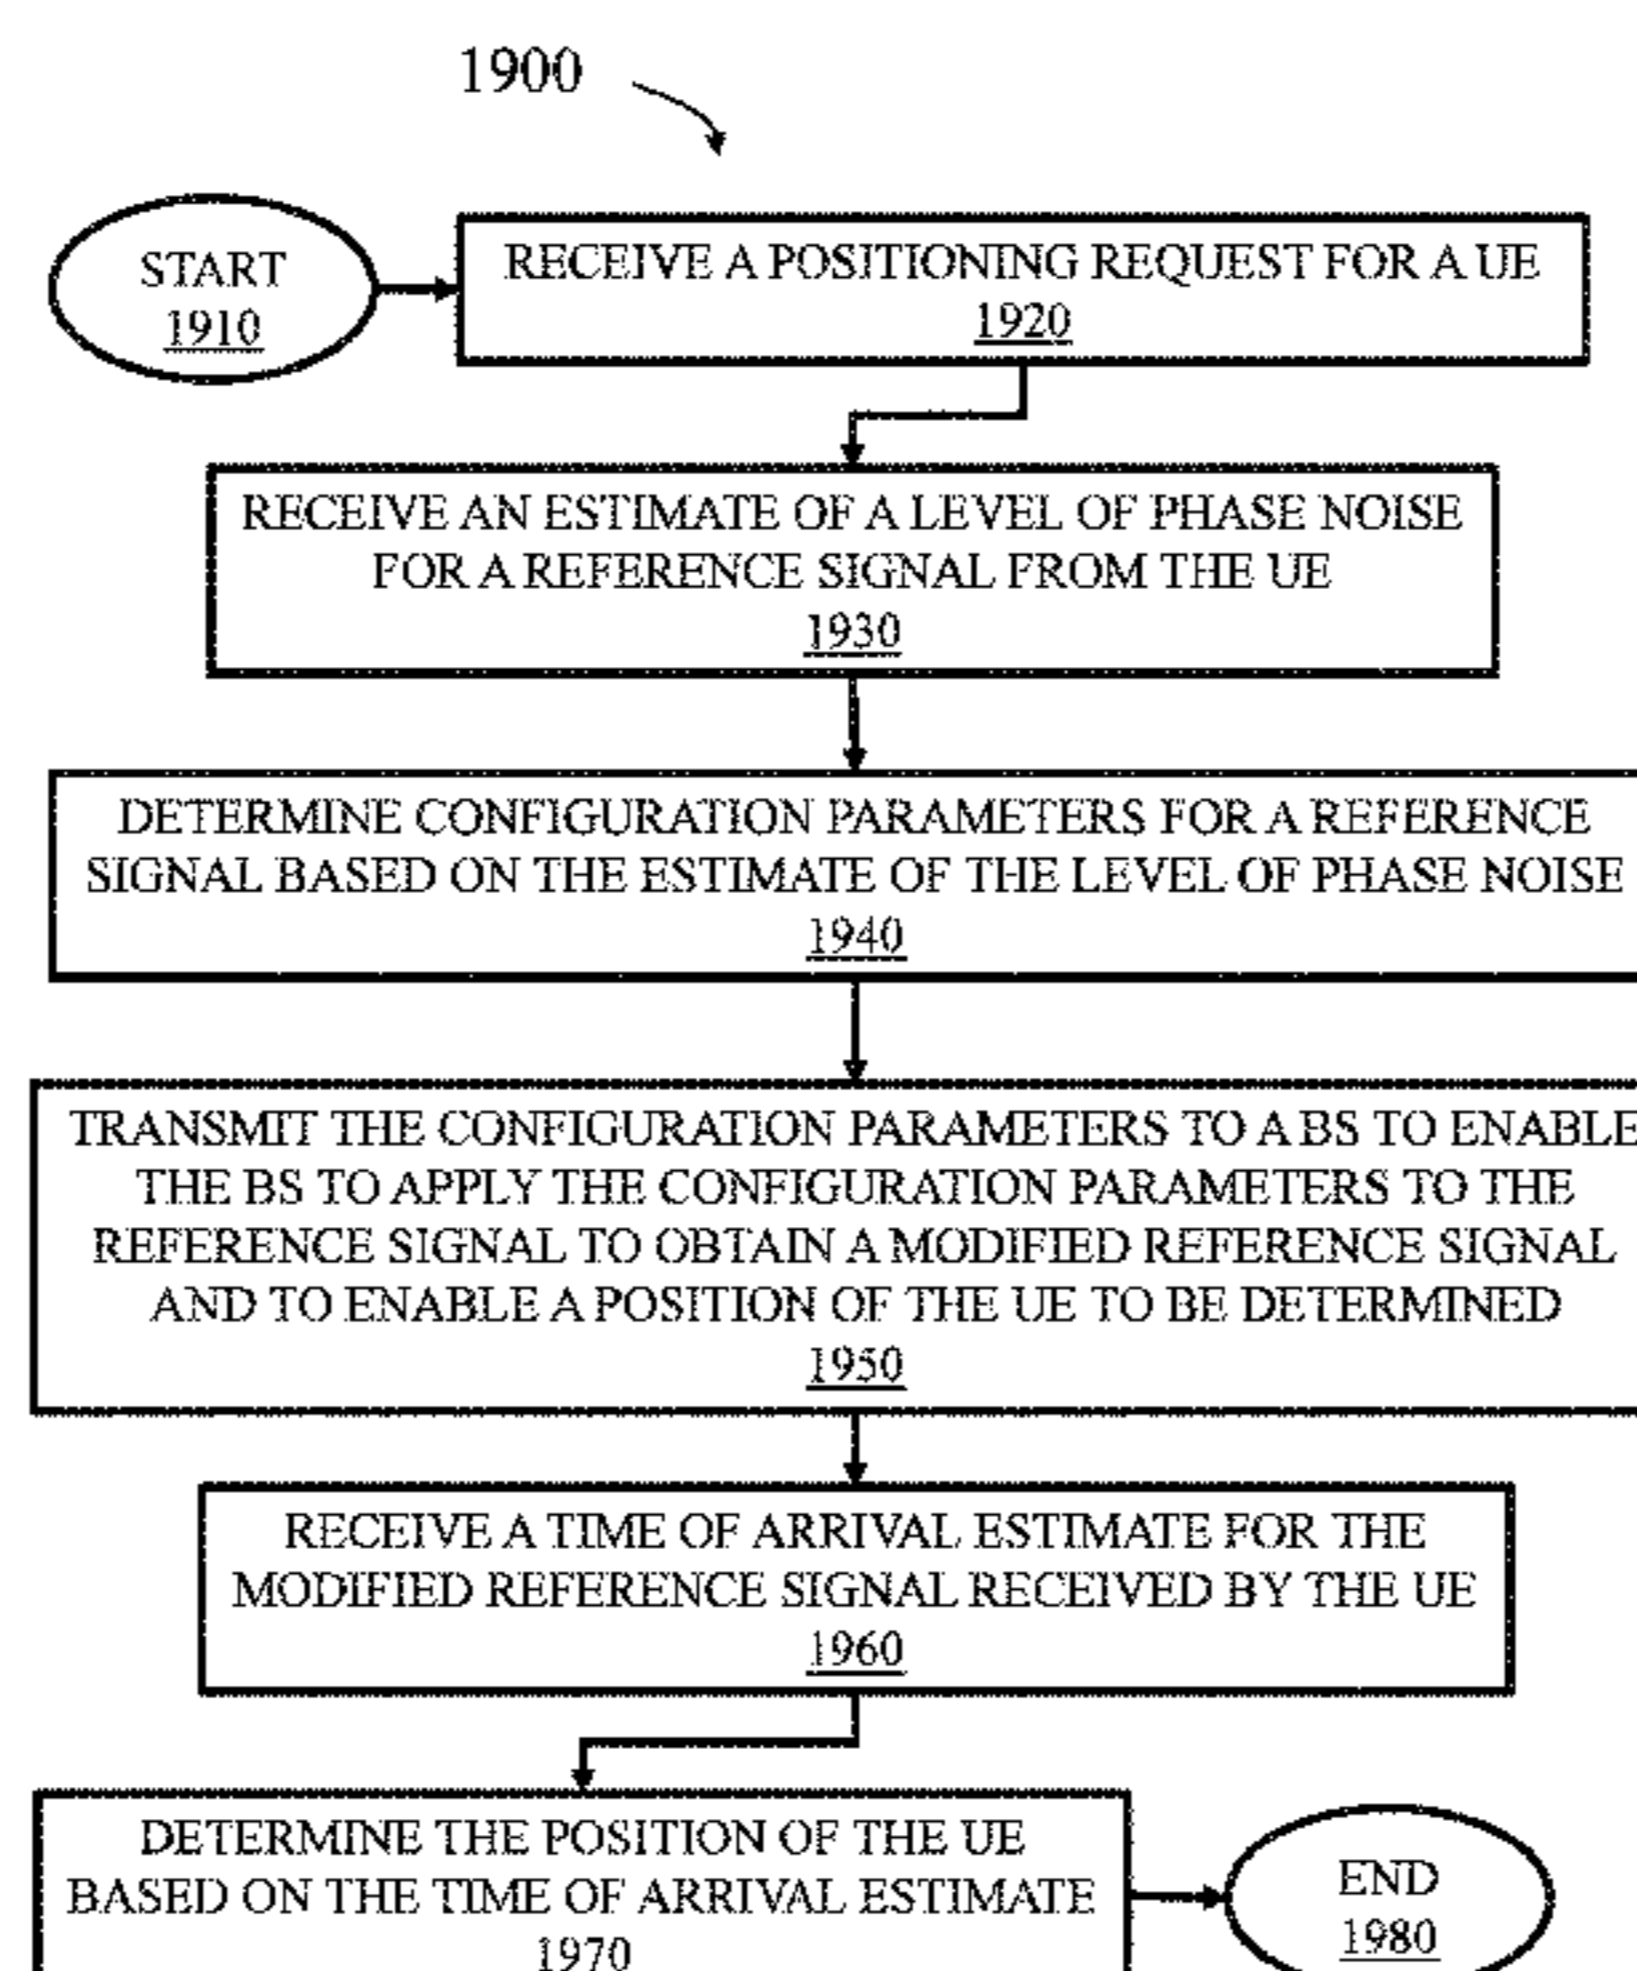 1900
START
1910
RECEIVE A POSITIONING REQUEST FOR A UE
1920
RECEIVE AN ESTIMATE OF A LEVEL OF PHASE NOISE
FOR A REFERENCE SIGNAL FROM THE UE
1930
DETERMINE CONFIGURATION PARAMETERS FOR A REFERENCE
SIGNAL BASED ON THE ESTIMATE OF THE LEVEL OF PHASE NOISE
1940
TRANSMIT THE CONFIGURATION PARAMETERS TO A BS TO ENABLE
THE BS TO APPLY THE CONFIGURATION PARAMETERS TO THE
REFERENCE SIGNAL TO OBTAIN A MODIFIED REFERENCE SIGNAL
AND TO ENABLE A POSITION OF THE UE TO BE DETERMINED
1950
RECEIVE A TIME OF ARRIVAL ESTIMATE FOR THE
MODIFIED REFERENCE SIGNAL RECEIVED BY THE UE
1960
DETERMINE THE POSITION OF THE UE
BASED ON THE TIME OF ARRIVAL ESTIMATE
1970
END
1980